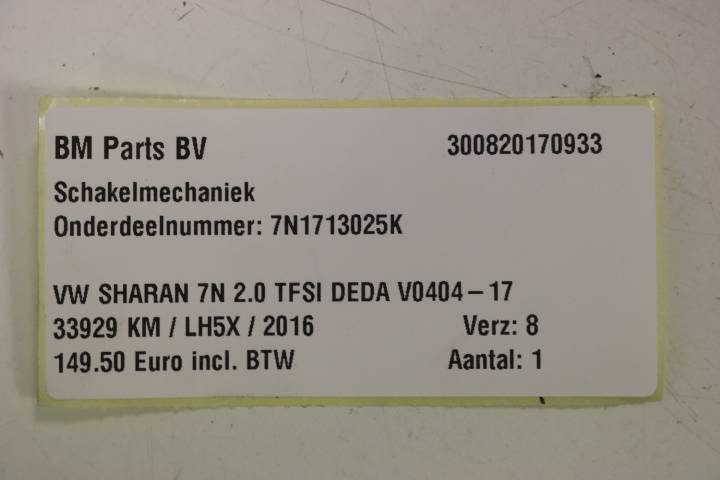 BM Parts BV 300820170933
Schakelmechaniek
Onderdeelnummer: 7N1713025K
VW SHARAN 7N 2.0 TFSI DEDA V0404-17
33929 KM / LH5X / 2016 Verz: 8
149.50 Euro incl. BTW Aantal: 1